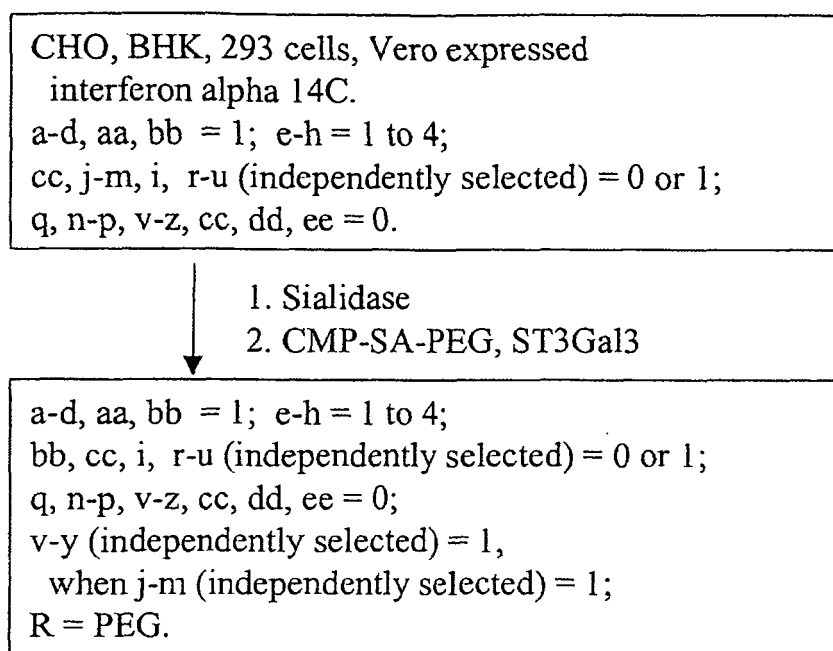 CHO, BHK, 293 cells, Vero expressed
interferon alpha 14C.
a-d, aa, bb = 1; e-h = 1 to 4;
cc, j-m, i, r-u (independently selected) = 0 or 1;
q, n-p, v-z, cc, dd, ee = 0.
1. Sialidase
2. CMP-SA-PEG, ST3Gal3
a-d, aa, bb = 1; e-h = 1 to 4;
bb, cc, i, r-u (independently selected) = 0 or 1;
q, n-p, v-z, cc, dd, ee = 0;
v-y (independently selected) = 1,
when j-m (independently selected) = 1;
R = PEG.